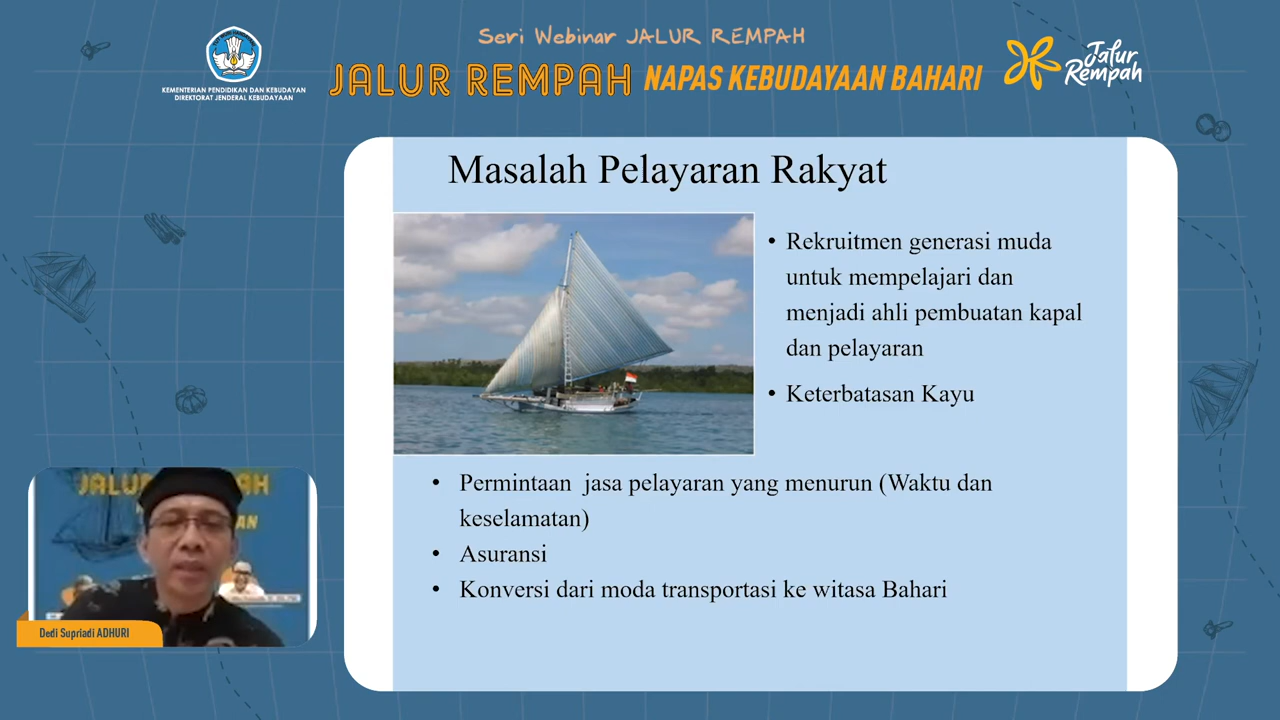 Seri Webinar JALUR REMPAH
JALUR REMPAH NAPAS KEBUDAYAAN BAHARI
KEMENTERIAN PENDIDIKAN DAN KEBUDAYAAN
DIREKTORAT JENDERAL KEBUDAYAAN
Jalur
Rempah
Masalah Pelayaran Rakyat
• Rekruitmen generasi muda
untuk mempelajari dan
menjadi ahli pembuatan kapal
dan pelayaran
• Keterbatasan Kayu
• Permintaan jasa pelayaran yang menurun (Waktu dan
keselamatan)
• Asuransi
• Konversi dari moda transportasi ke witasa Bahari
Dedi Supriadi ADHURI